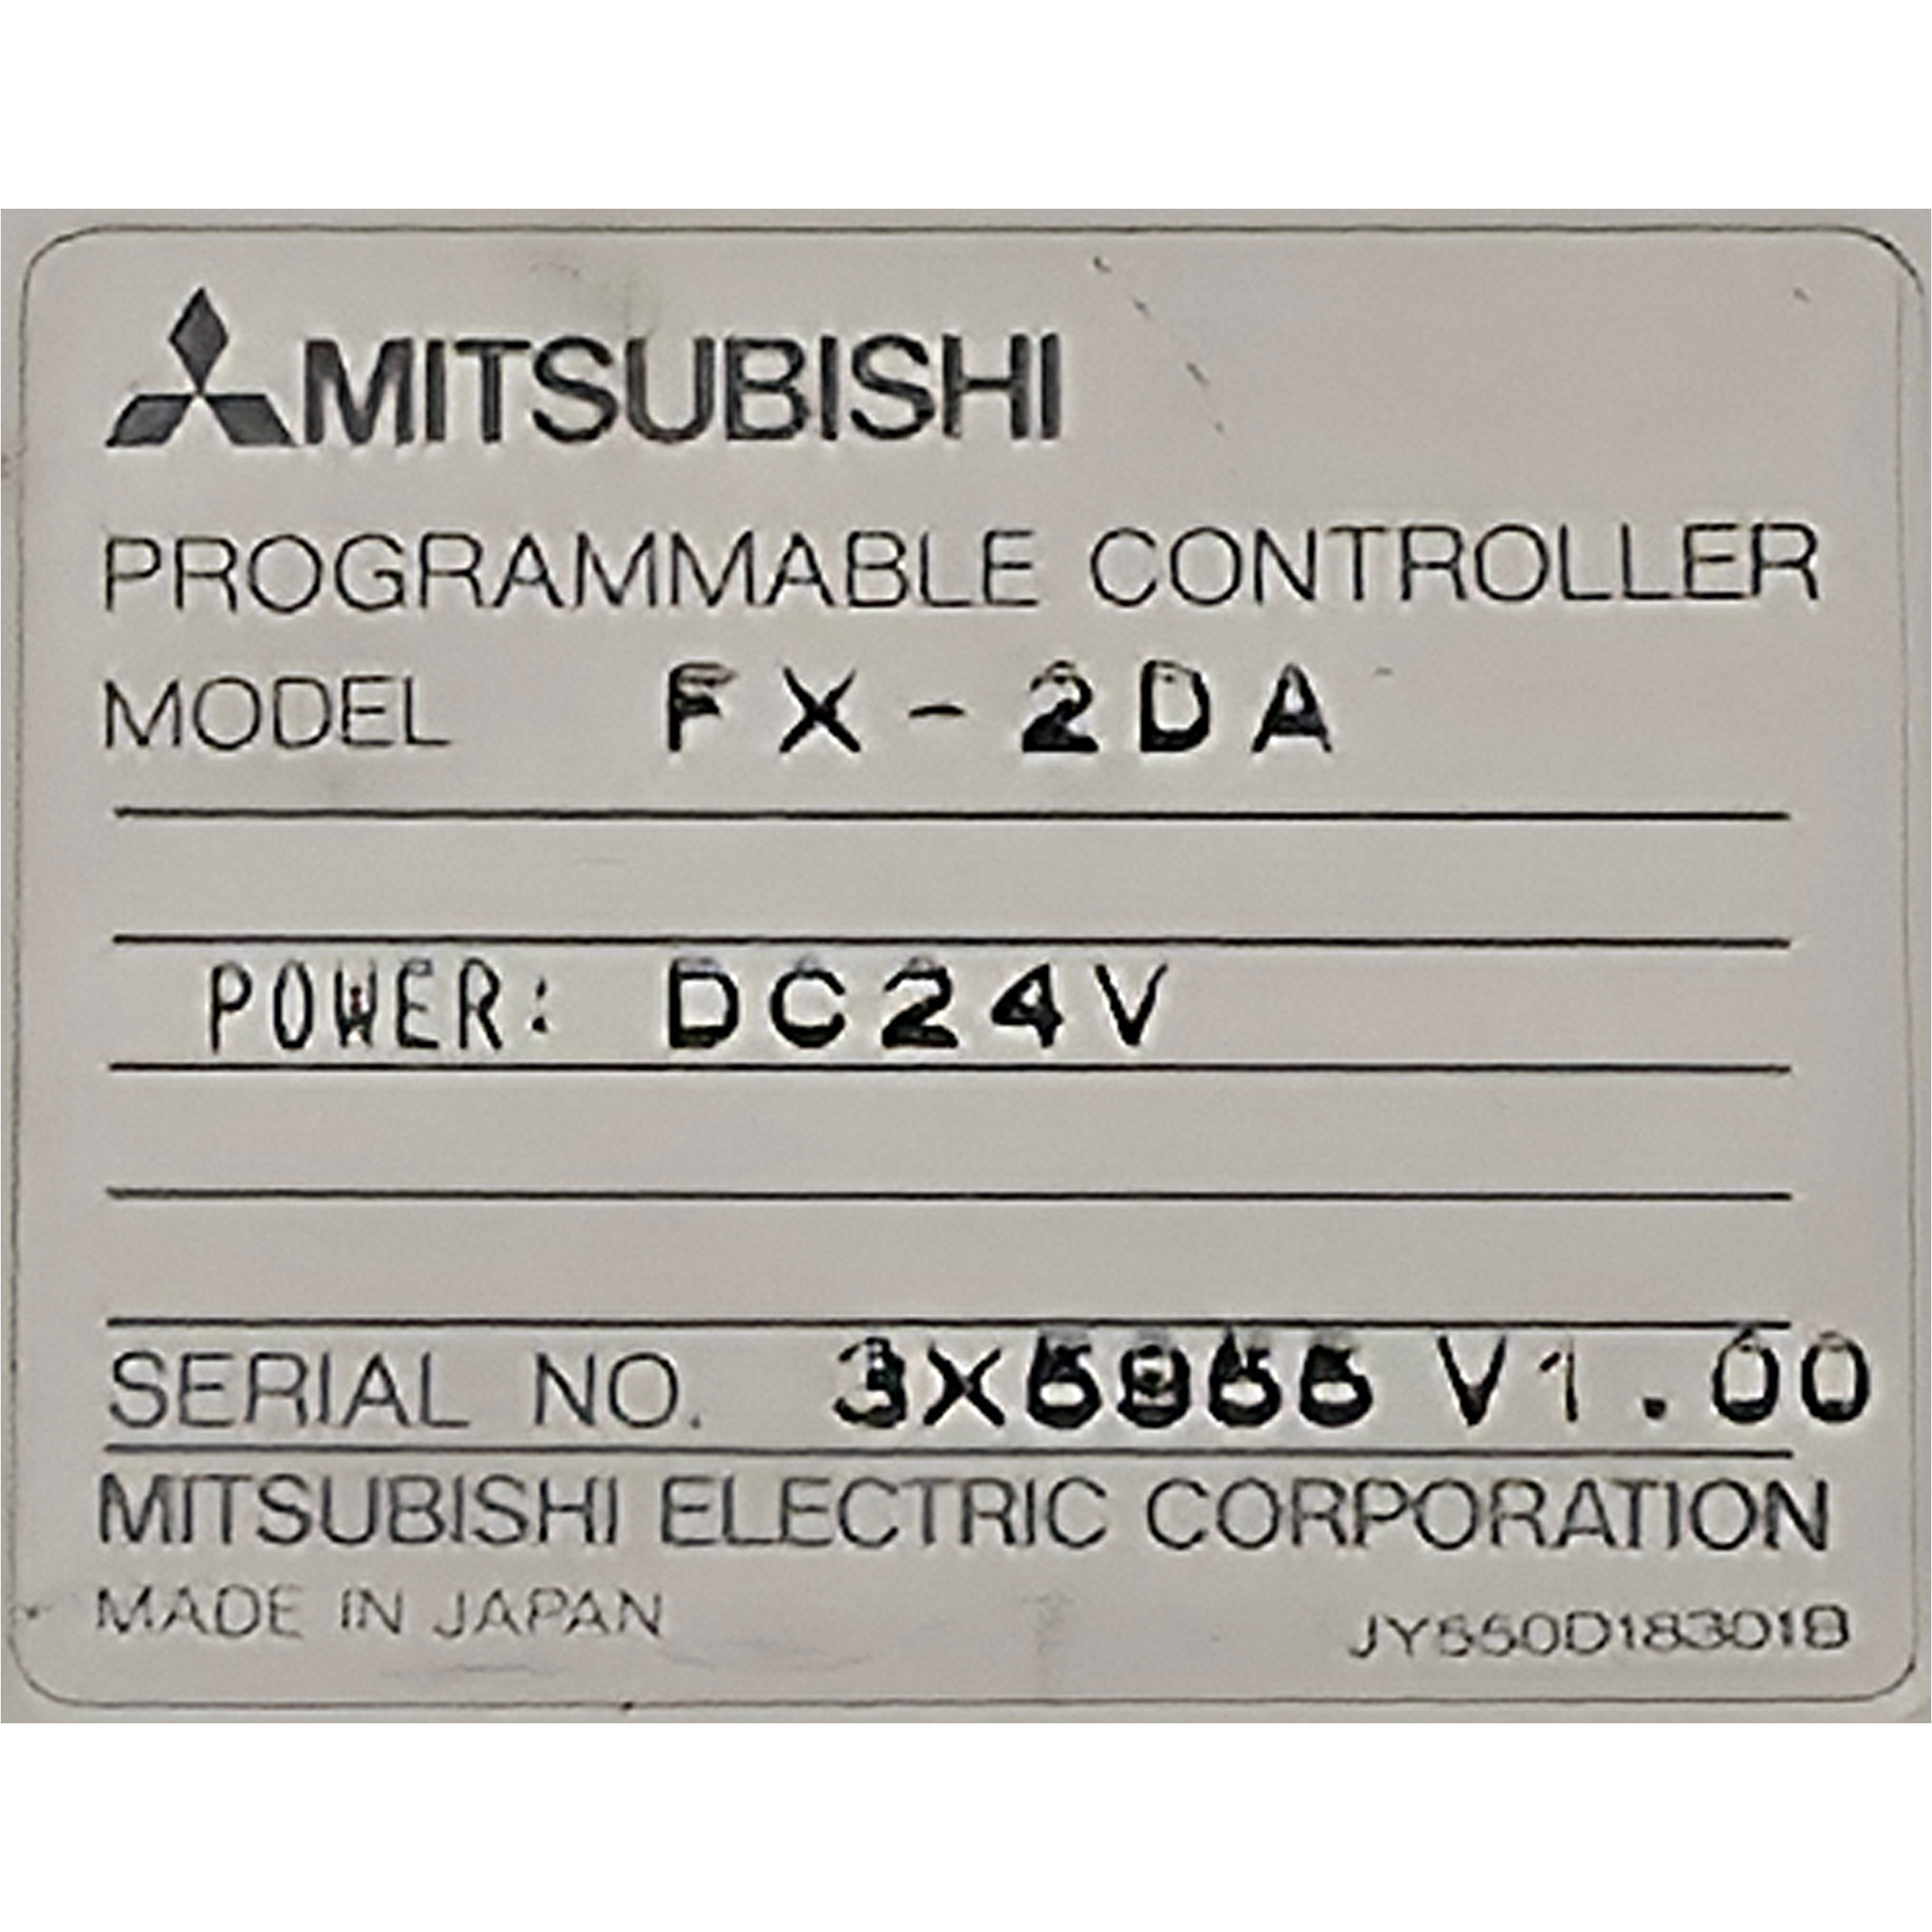 MITSUBISHI
PROGRAMMABLE CONTROLLER
MODEL FX-2DA
POWER: DC24V
SERIAL NO. V1.00
MITSUBISHI ELECTRIC CORPORATION
MADE IN JAPAN JY550D18301B